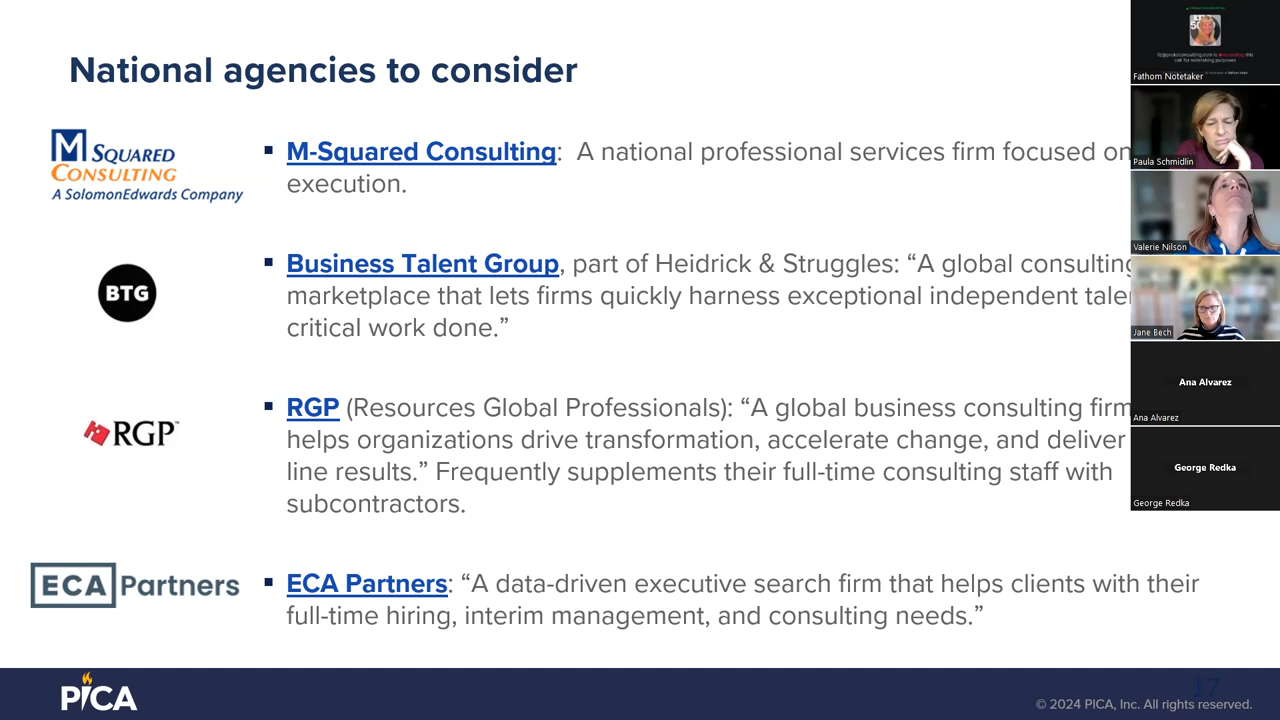 National agencies to consider
M SQUARED
CONSULTING
A SolomonEdwards Company
▪ M-Squared Consulting:  A national professional services firm focused on
execution.
BTG
▪ Business Talent Group, part of Heidrick & Struggles: “A global consulting
marketplace that lets firms quickly harness exceptional independent
critical work done.”
RGP
▪ RGP (Resources Global Professionals): “A global business consulting firm
helps organizations drive transformation, accelerate change, and deliver
line results.” Frequently supplements their full-time consulting staff with
subcontractors.
ECA Partners
▪ ECA Partners: “A data-driven executive search firm that helps clients with their
full-time hiring, interim management, and consulting needs.”
PICA
17
© 2024 PICA, Inc. All rights reserved.
call for notetaking purposes
Fathom Notetaker
Paula Schmidlin
Valerie Nilson
Jane Bech
Ana Alvarez
Ana Alvarez
George Redka
George Redka